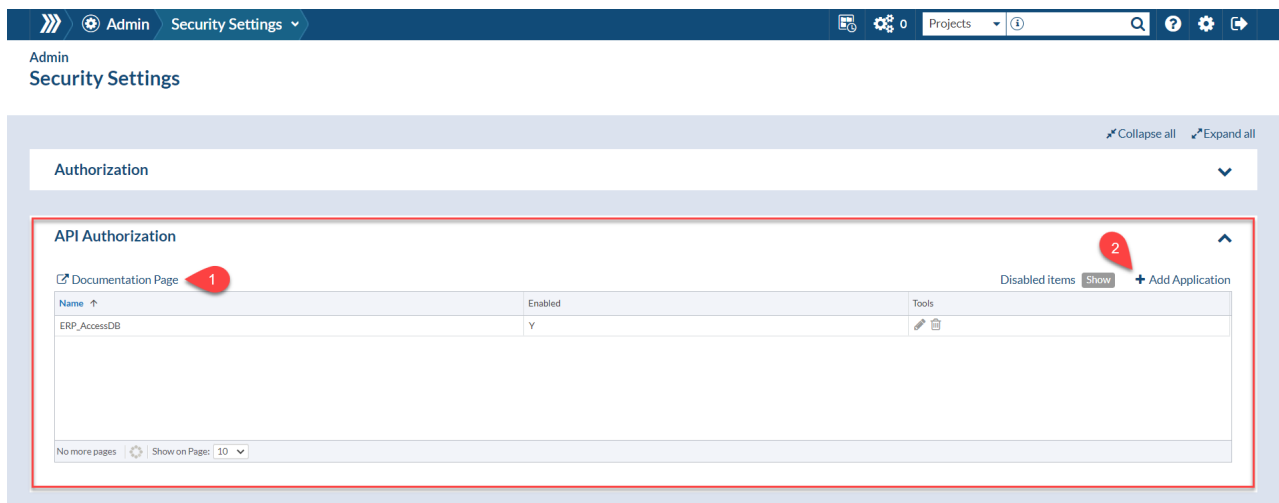 Admin Security Settings 0 Projects
Admin
Security Settings
Collapse all Expand all
Authorization
API Authorization
2
Documentation Page 1 Disabled items Show + Add Application
Name ↑ Enabled Tools
ERP_AccessDB Y
No more pages Show on Page: 10